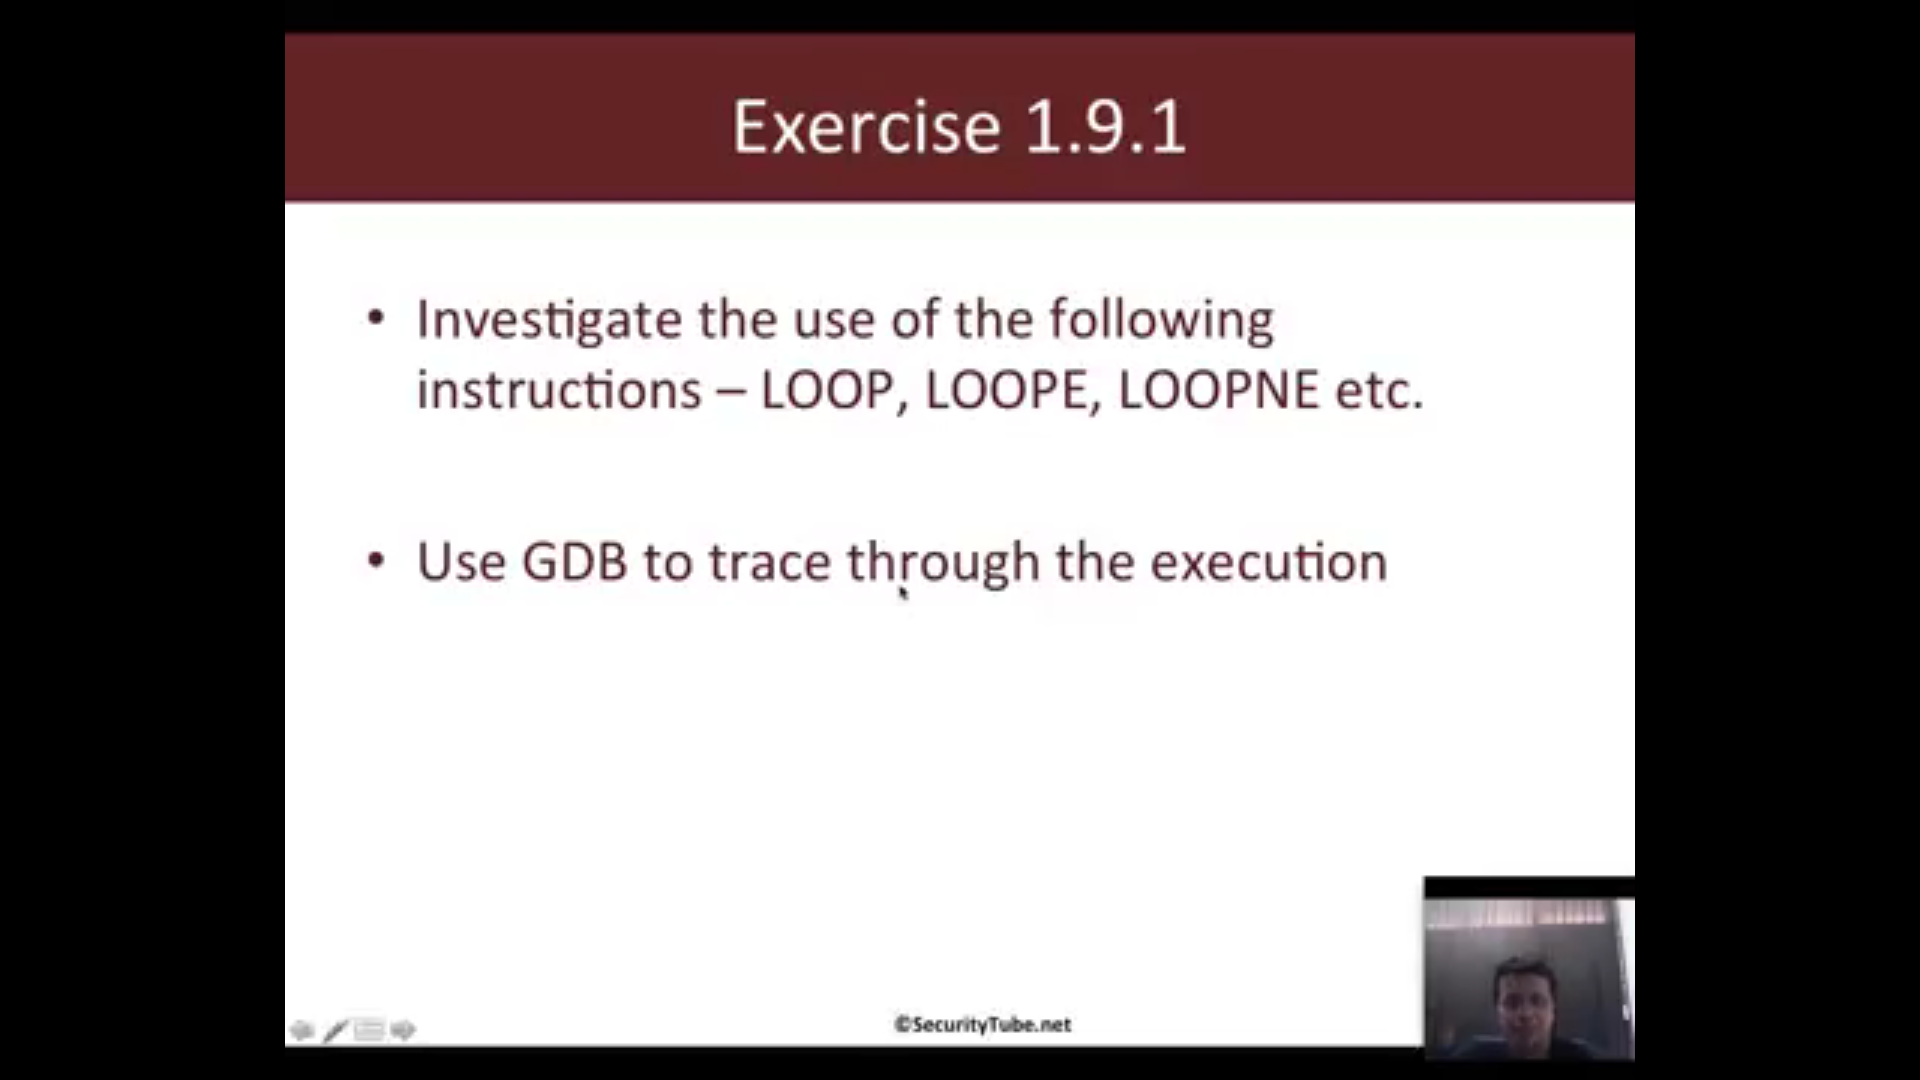 Exercise 1.9.1
• Investigate the use of the following
instructions – LOOP, LOOPE, LOOPNE etc.
• Use GDB to trace through the execution
©SecurityTube.net